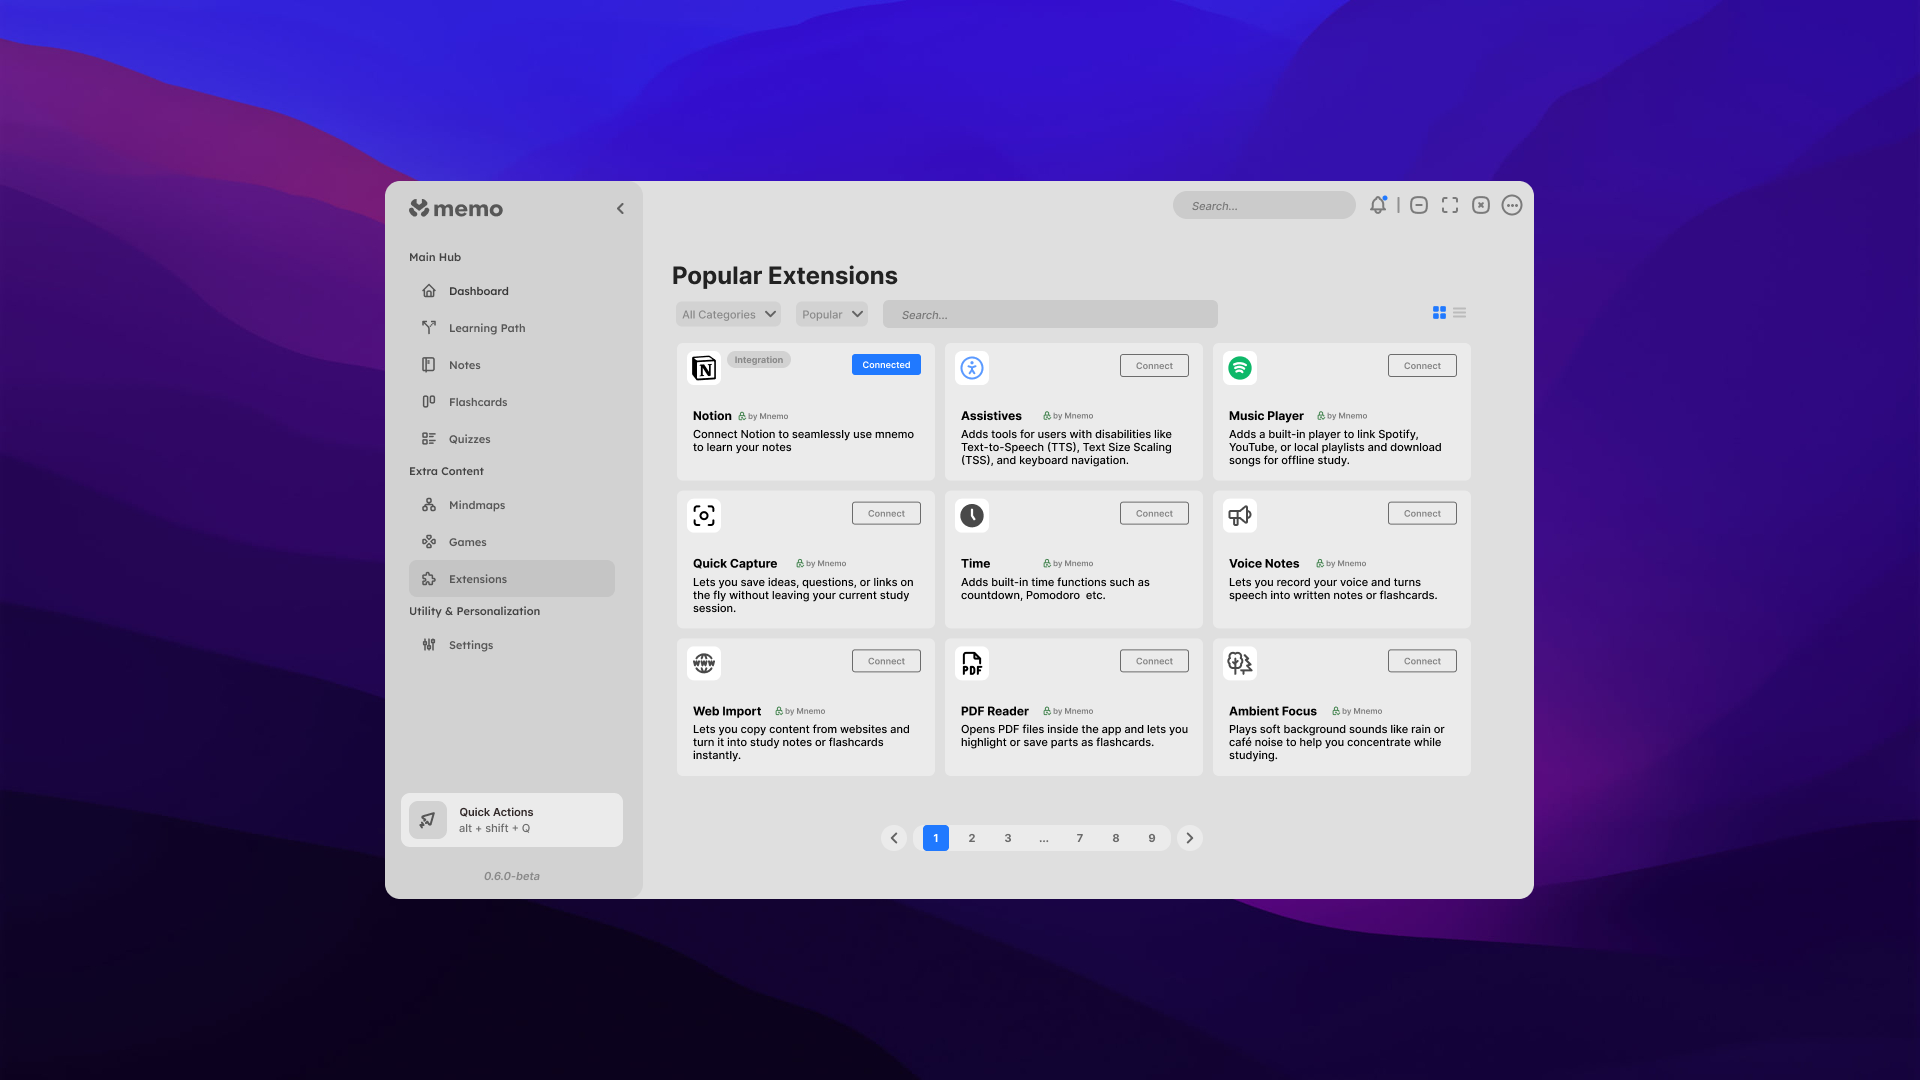 memo
Main Hub
Dashboard
Learning Path
Notes
Flashcards
Quizzes
Extra Content
Mindmaps
Games
Extensions
Utility & Personalization
Settings
Quick Actions
alt + shift + Q
0.6.0-beta
Search...
Popular Extensions
All Categories
Popular
Search...
N
Integration
Connected
Notion by Mnemo
Connect Notion to seamlessly use mnemo
to learn your notes
Connect
Assistives by Mnemo
Adds tools for users with disabilities like
Text-to-Speech (TTS), Text Size Scaling
(TSS), and keyboard navigation.
Connect
Music Player by Mnemo
Adds a built-in player to link Spotify,
YouTube, or local playlists and download
songs for offline study.
Connect
Quick Capture by Mnemo
Lets you save ideas, questions, or links on
the fly without leaving your current study
session.
Connect
Time by Mnemo
Adds built-in time functions such as
countdown, Pomodoro  etc.
Connect
Voice Notes by Mnemo
Lets you record your voice and turns
speech into written notes or flashcards.
WWW
Connect
Web Import by Mnemo
Lets you copy content from websites and
turn it into study notes or flashcards
instantly.
PDF
Connect
PDF Reader by Mnemo
Opens PDF files inside the app and lets you
highlight or save parts as flashcards.
Connect
Ambient Focus by Mnemo
Plays soft background sounds like rain or
café noise to help you concentrate while
studying.
1 2 3 ... 7 8 9